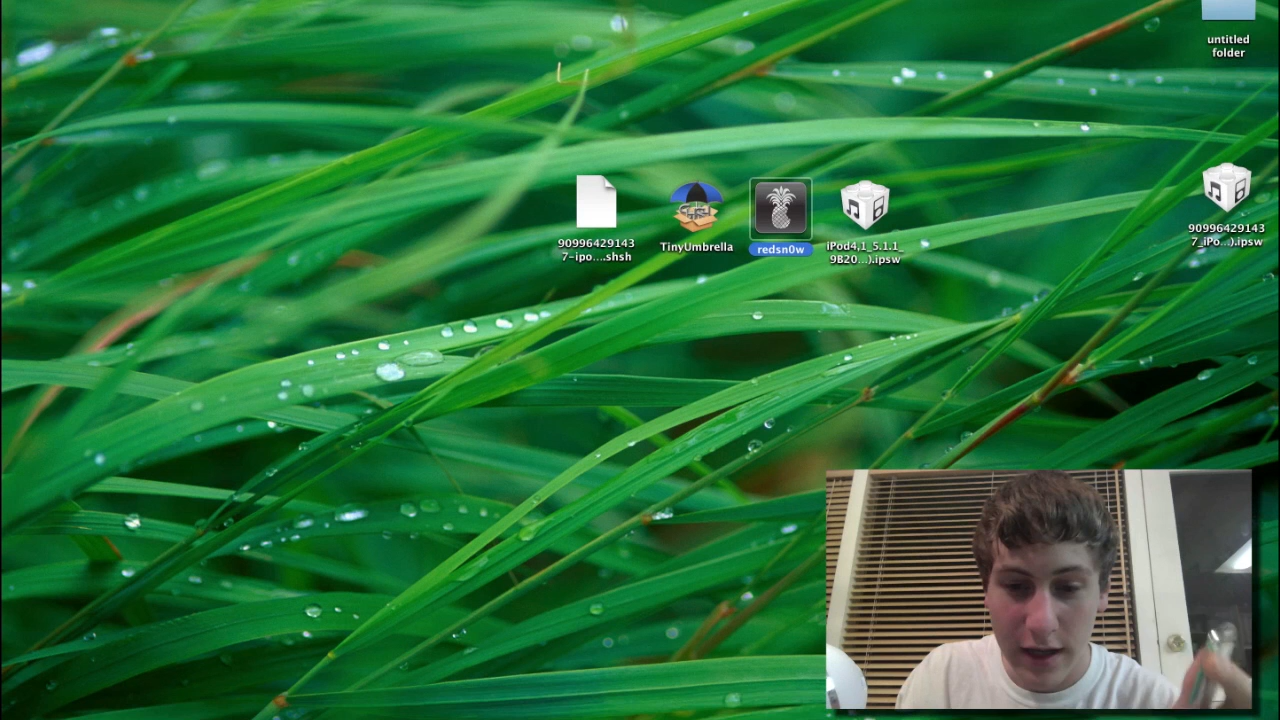 untitled
folder
90996429143
7-ipo....shsh
TinyUmbrella
redsn0w
iPod4,1_5.1.1_
9B20...).ipsw
90996429143
7_iPo...).ipsw